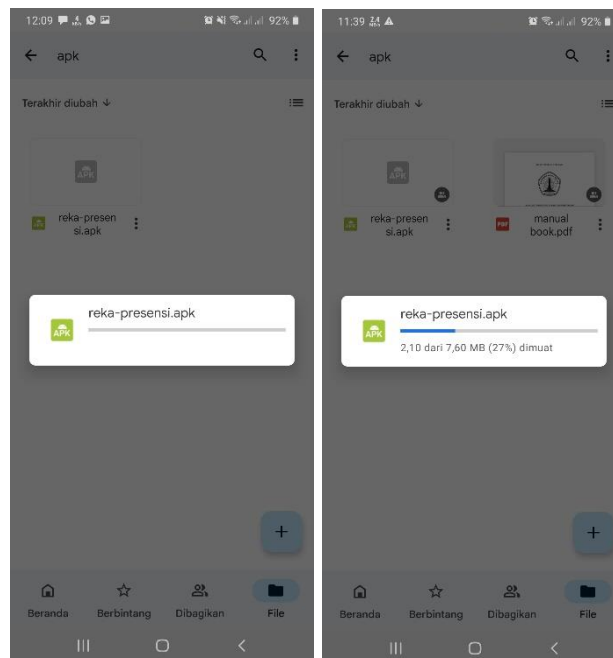 12:09
92%
apk
Terakhir diubah ↓
APK
reka-presen
si.apk
APK
reka-presensi.apk
Beranda
Berbintang
Dibagikan
File
11:39
92%
apk
Terakhir diubah ↓
APK
reka-presen
si.apk
PDF
manual
book.pdf
APK
reka-presensi.apk
2,10 dari 7,60 MB (27%) dimuat
Beranda
Berbintang
Dibagikan
File